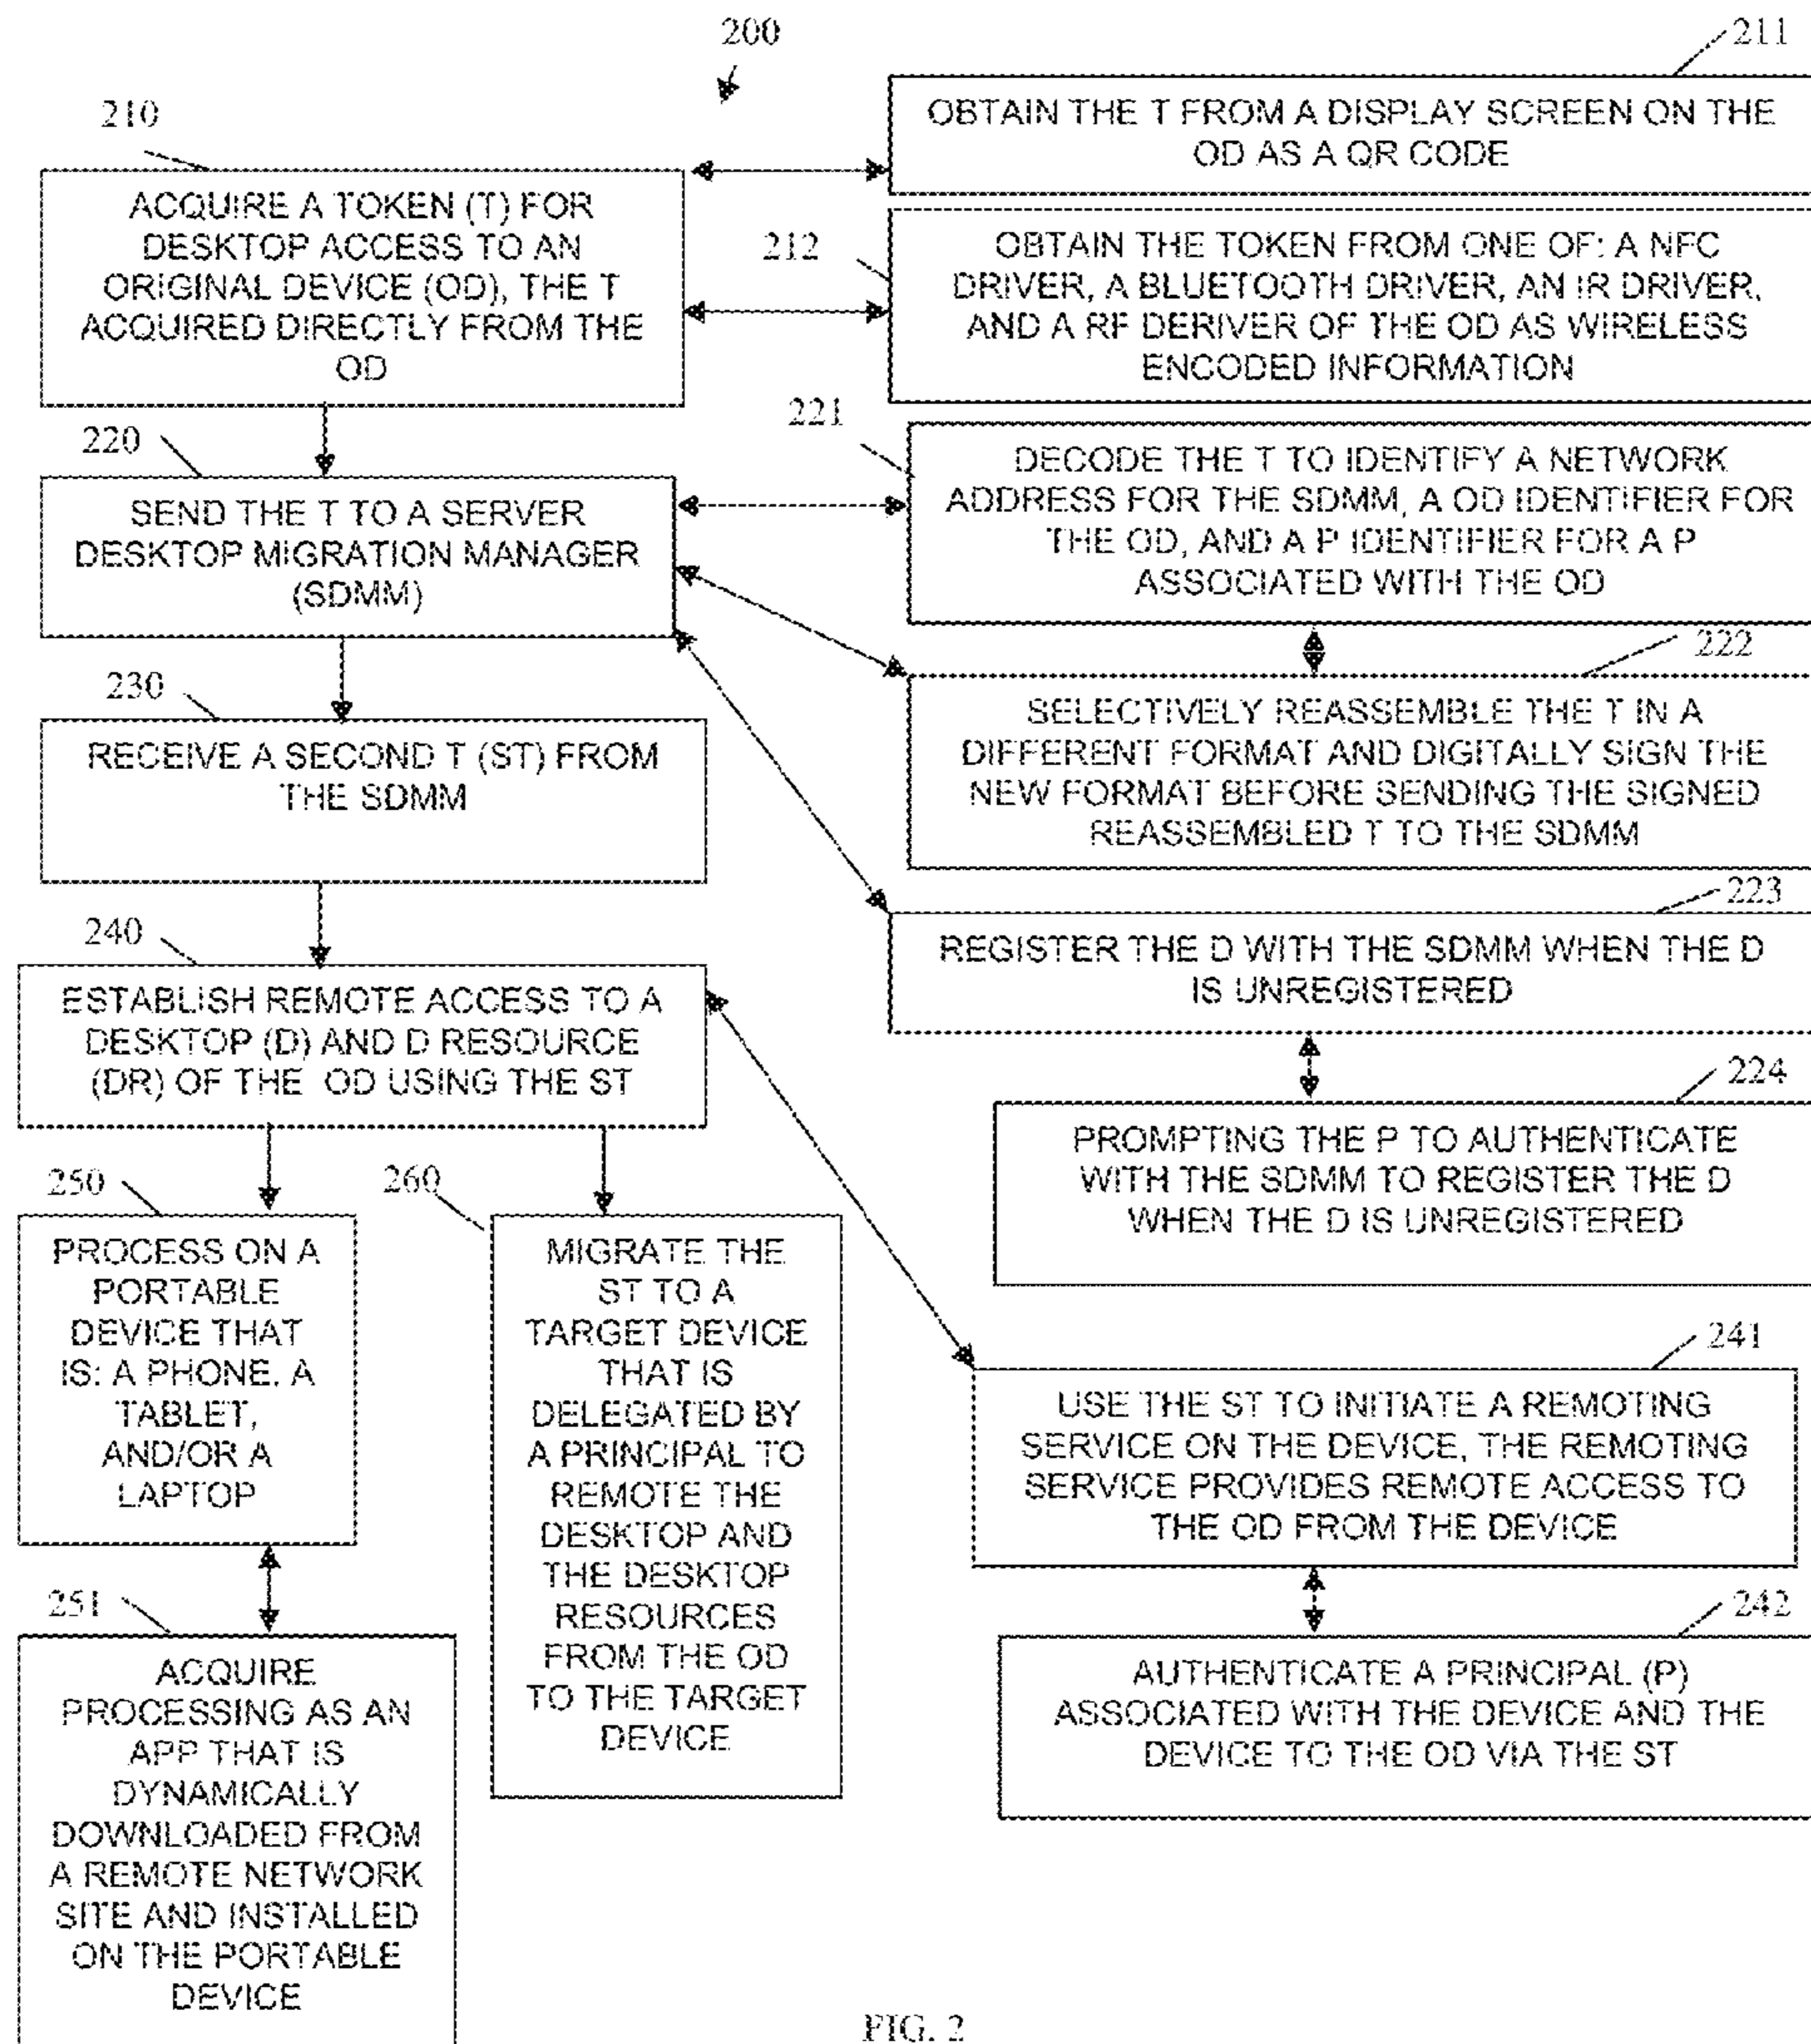 200
211
OBTAIN THE T FROM A DISPLAY SCREEN ON THE
OD AS A QR CODE
210
ACQUIRE A TOKEN (T) FOR
DESKTOP ACCESS TO AN
ORIGINAL DEVICE (OD), THE T
ACQUIRED DIRECTLY FROM THE
OD
212
OBTAIN THE TOKEN FROM ONE OF: A NFC
DRIVER, A BLUETOOTH DRIVER, AN IR DRIVER,
AND A RF DERIVER OF THE OD AS WIRELESS
ENCODED INFORMATION
220
SEND THE T TO A SERVER
DESKTOP MIGRATION MANAGER
(SDMM)
221
DECODE THE T TO IDENTIFY A NETWORK
ADDRESS FOR THE SDMM, A OD IDENTIFIER FOR
THE OD, AND A P IDENTIFIER FOR A P
ASSOCIATED WITH THE OD
222
SELECTIVELY REASSEMBLE THE T IN A
DIFFERENT FORMAT AND DIGITALLY SIGN THE
NEW FORMAT BEFORE SENDING THE SIGNED
REASSEMBLED T TO THE SDMM
230
RECEIVE A SECOND T (ST) FROM
THE SDMM
223
REGISTER THE D WITH THE SDMM WHEN THE D
IS UNREGISTERED
240
ESTABLISH REMOTE ACCESS TO A
DESKTOP (D) AND D RESOURCE
(DR) OF THE OD USING THE ST
224
PROMPTING THE P TO AUTHENTICATE
WITH THE SDMM TO REGISTER THE D
WHEN THE D IS UNREGISTERED
250
PROCESS ON A
PORTABLE
DEVICE THAT
IS: A PHONE, A
TABLET,
AND/OR A
LAPTOP
260
MIGRATE THE
ST TO A
TARGET DEVICE
THAT IS
DELEGATED BY
A PRINCIPAL TO
REMOTE THE
DESKTOP AND
THE DESKTOP
RESOURCES
FROM THE OD
TO THE TARGET
DEVICE
241
USE THE ST TO INITIATE A REMOTING
SERVICE ON THE DEVICE, THE REMOTING
SERVICE PROVIDES REMOTE ACCESS TO
THE OD FROM THE DEVICE
251
ACQUIRE
PROCESSING AS AN
APP THAT IS
DYNAMICALLY
DOWNLOADED FROM
A REMOTE NETWORK
SITE AND INSTALLED
ON THE PORTABLE
DEVICE
242
AUTHENTICATE A PRINCIPAL (P)
ASSOCIATED WITH THE DEVICE AND THE
DEVICE TO THE OD VIA THE ST
FIG. 2